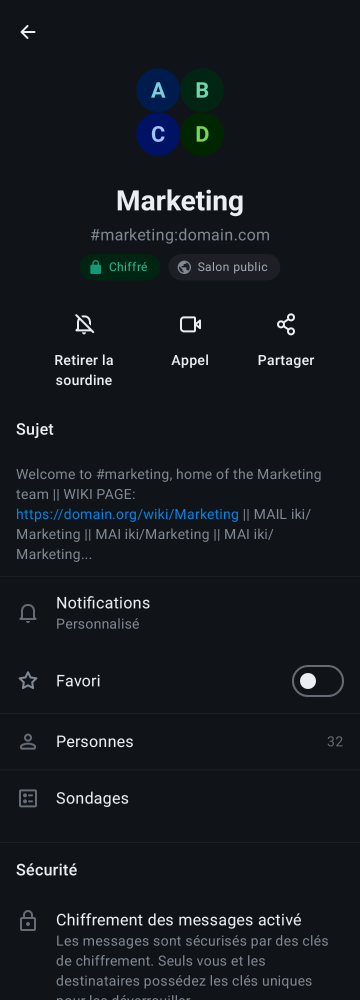 A B
C D
Marketing
#marketing:domain.com
Chiffré Salon public
Retirer la sourdine
Appel
Partager
Sujet
Welcome to #marketing, home of the Marketing
team || WIKI PAGE:
https://domain.org/wiki/Marketing || MAIL iki/
Marketing || MAI iki/Marketing || MAI iki/
Marketing...
Notifications
Personnalisé
Favori
Personnes 32
Sondages
Sécurité
Chiffrement des messages activé
Les messages sont sécurisés par des clés
de chiffrement. Seuls vous et les
destinataires possédez les clés uniques
pour les déverrouiller.